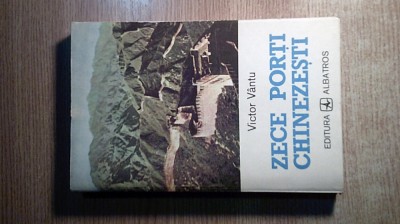 Victor Vântu
ZECE PORȚI
CHINEZEȘTI
EDITURA ALBATROS